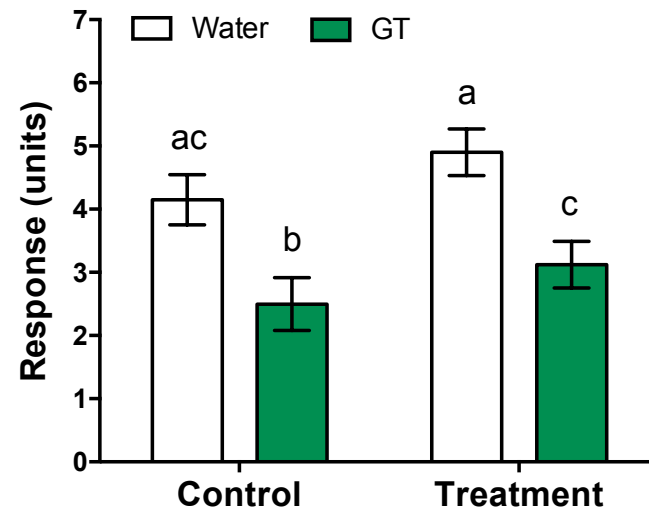 Water GT
7
6
5
4
3
2
1
0
Response (units)
ac
b
a
c
Control Treatment